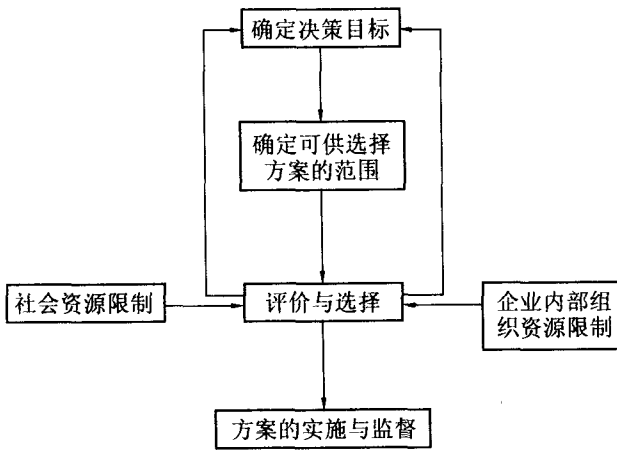 确定决策目标
确定可供选择
方案的范围
社会资源限制
评价与选择
企业内部组
织资源限制
方案的实施与监督